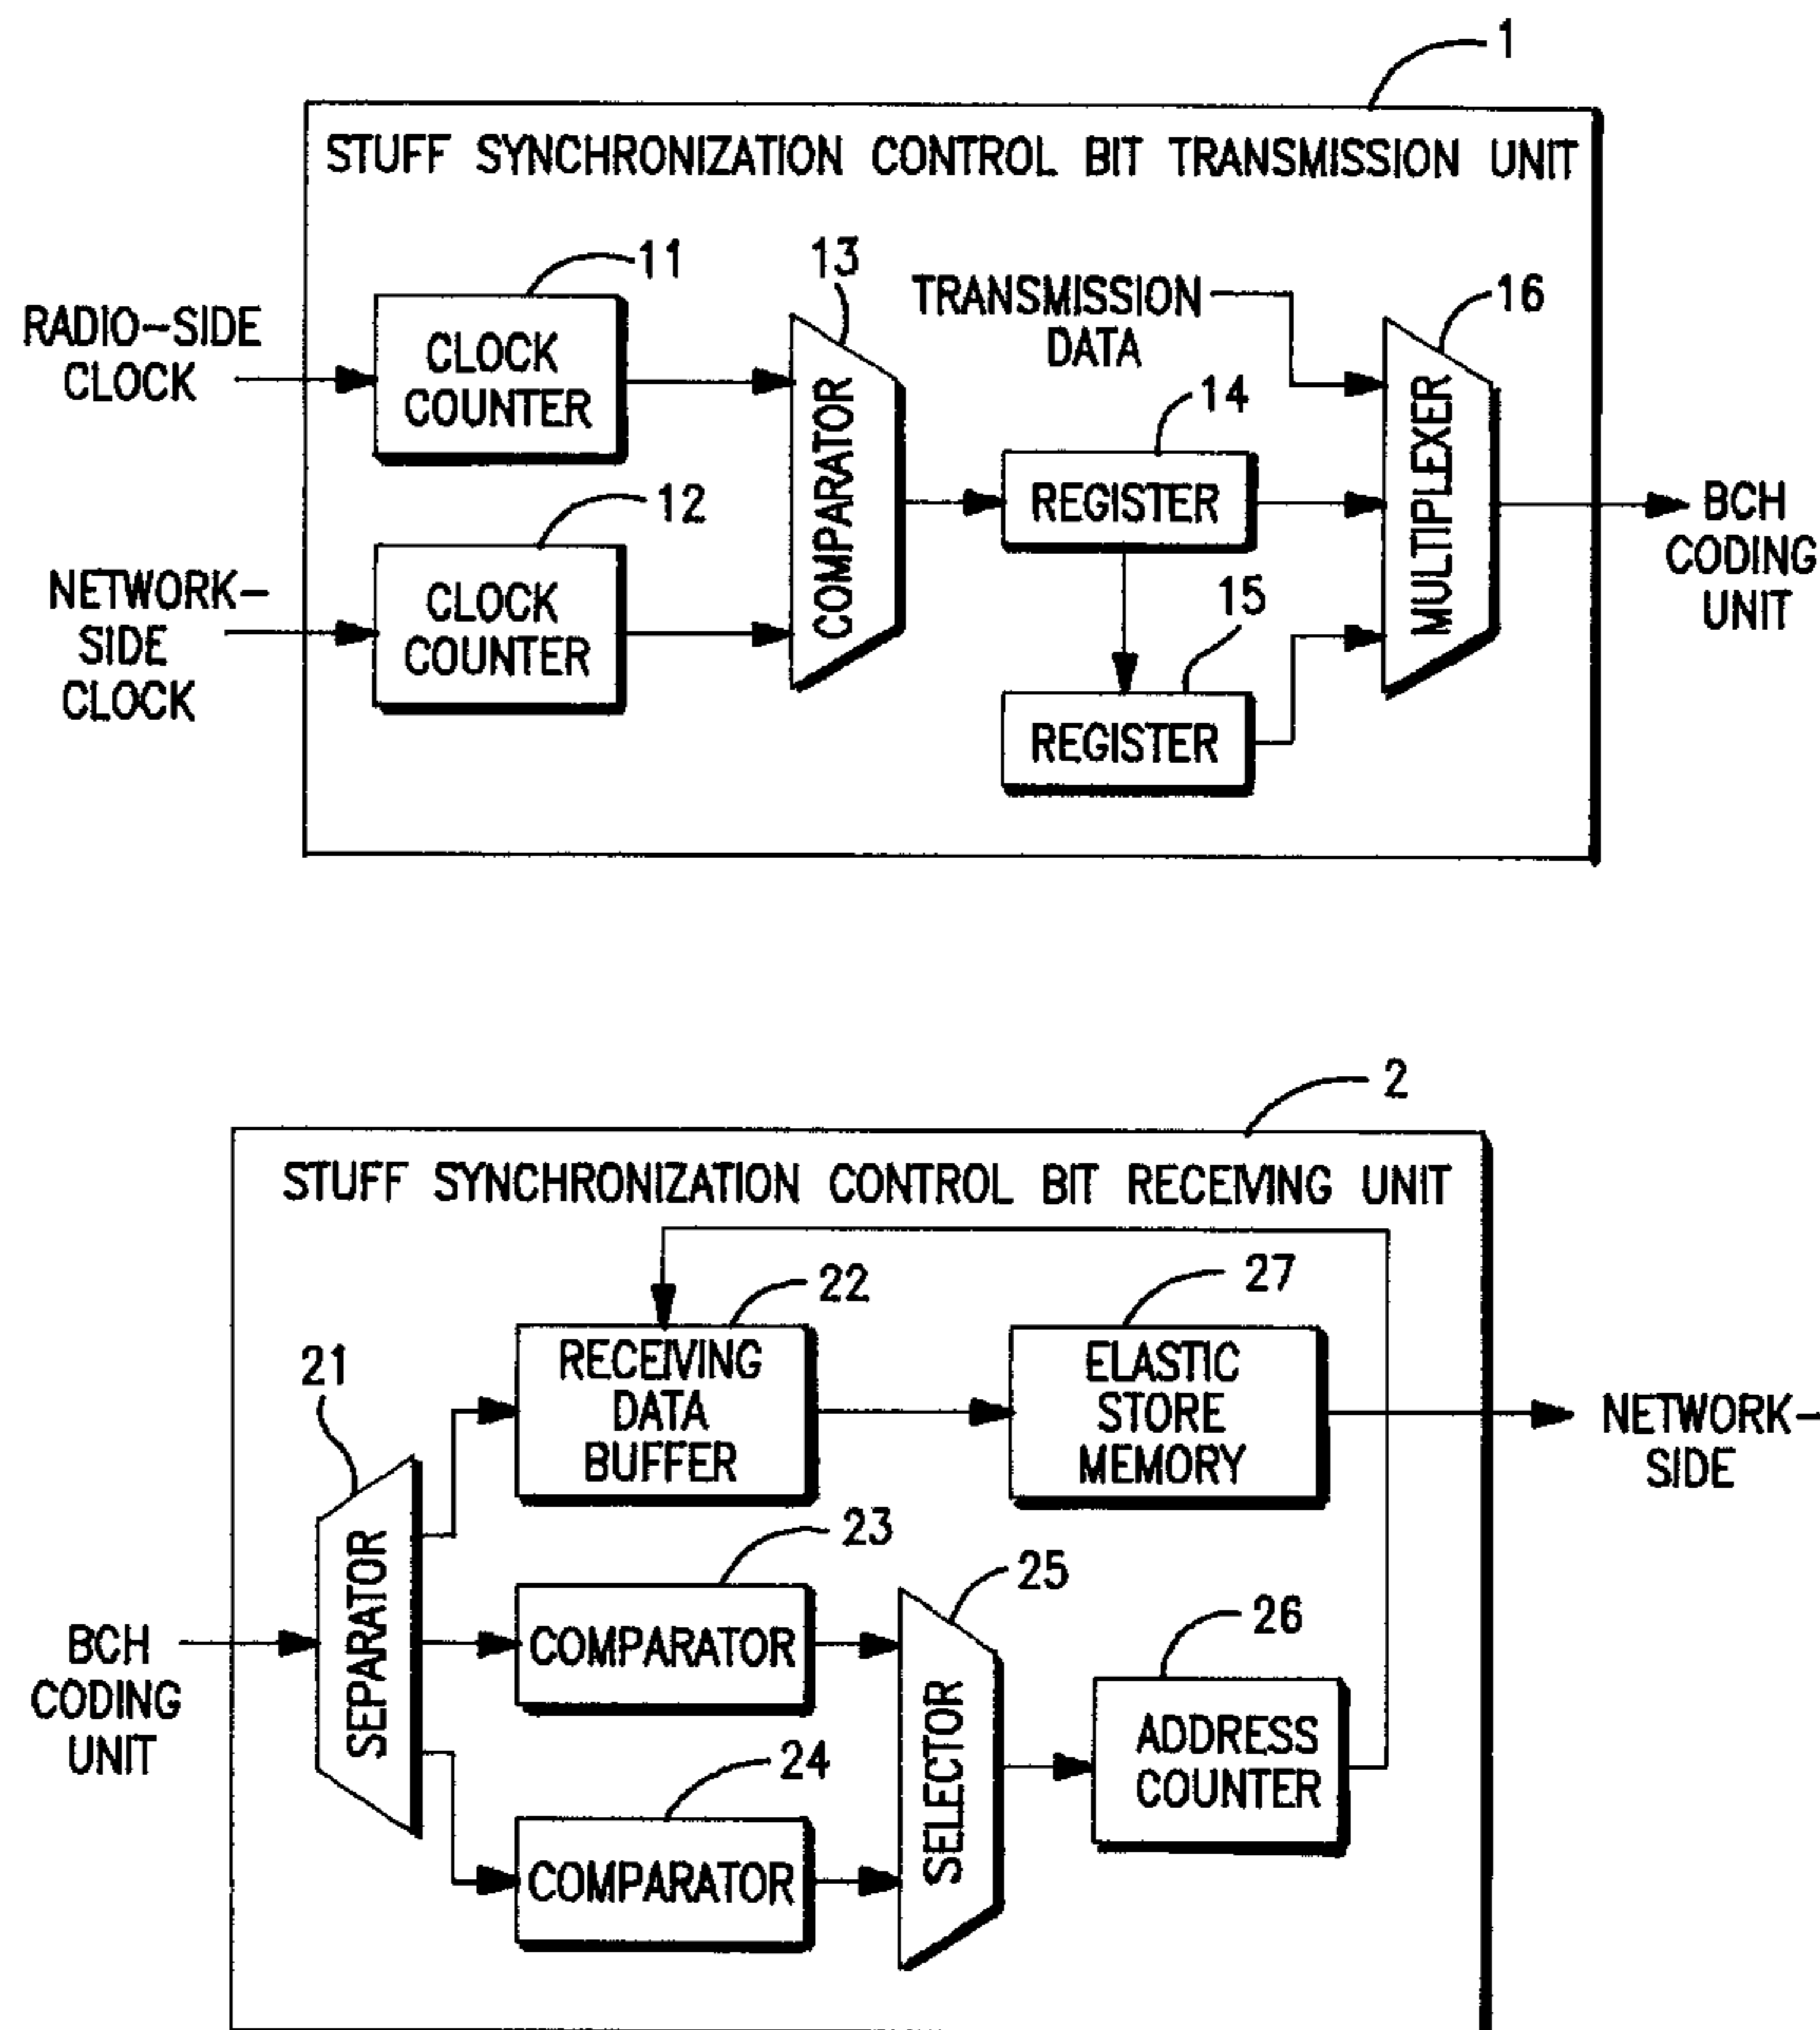 1
STUFF SYNCHRONIZATION CONTROL BIT TRANSMISSION UNIT
11
13
16
RADIO-SIDE
CLOCK
CLOCK
COUNTER
TRANSMISSION
DATA
14
12
COMPARATOR
REGISTER
MULTIPLEXER
BCH
CODING
UNIT
NETWORK-
SIDE
CLOCK
CLOCK
COUNTER
15
REGISTER
2
STUFF SYNCHRONIZATION CONTROL BIT RECEIVING UNIT
22
27
21
RECEIVING
DATA
BUFFER
ELASTIC
STORE
MEMORY
NETWORK-
SIDE
23
25
26
BCH
CODING
UNIT
SEPARATOR
COMPARATOR
SELECTOR
ADDRESS
COUNTER
24
COMPARATOR